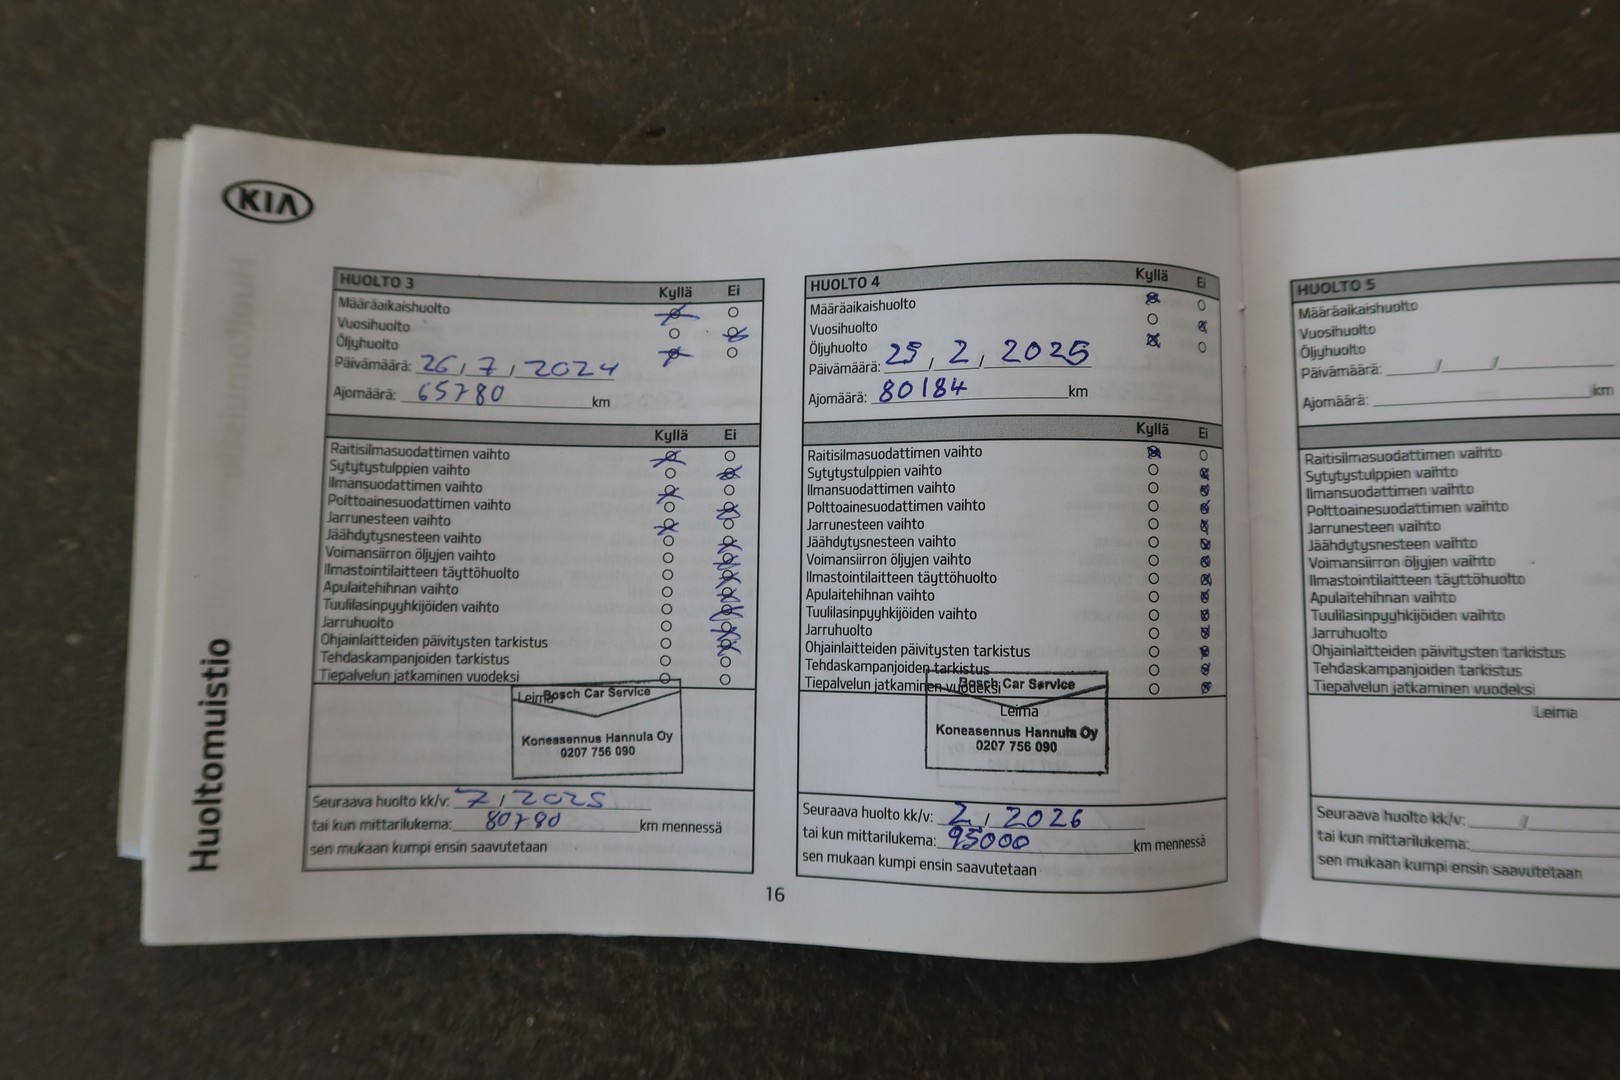 KIA
Huoltomuistio
HUOLTO 3 Kyllä Ei
Määräaikaishuolto
Vuosihuolto
Öljyhuolto
Päivämäärä: 26 / 7 / 2024
Ajomäärä: 65780 km
Kyllä Ei
Raitisilmasuodattimen vaihto
Sytytystulppien vaihto
Ilmansuodattimen vaihto
Polttoainesuodattimen vaihto
Jarrunesteen vaihto
Jäähdytysnesteen vaihto
Voimansiirron öljyjen vaihto
Ilmastointilaitteen täyttöhuolto
Apulaitehihnan vaihto
Tuulilasinpyyhkijöiden vaihto
Jarruhuolto
Ohjainlaitteiden päivitysten tarkistus
Tehdaskampanjoiden tarkistus
Tiepalvelun jatkaminen vuodeksi
Leima
Bosch Car Service
Koneasennus Hannula Oy
0207 756 090
Seuraava huolto kk/v: 7 / 2025
tai kun mittarilukema: 80780 km mennessä
sen mukaan kumpi ensin saavutetaan
HUOLTO 4 Kyllä Ei
Määräaikaishuolto
Vuosihuolto
Öljyhuolto
Päivämäärä: 25 / 2 / 2025
Ajomäärä: 80184 km
Kyllä Ei
Raitisilmasuodattimen vaihto
Sytytystulppien vaihto
Ilmansuodattimen vaihto
Polttoainesuodattimen vaihto
Jarrunesteen vaihto
Jäähdytysnesteen vaihto
Voimansiirron öljyjen vaihto
Ilmastointilaitteen täyttöhuolto
Apulaitehihnan vaihto
Tuulilasinpyyhkijöiden vaihto
Jarruhuolto
Ohjainlaitteiden päivitysten tarkistus
Tehdaskampanjoiden tarkistus
Tiepalvelun jatkaminen vuodeksi
Bosch Car Service
Leima
Koneasennus Hannula Oy
0207 756 090
Seuraava huolto kk/v: 2 / 2026
tai kun mittarilukema: 95000 km mennessä
sen mukaan kumpi ensin saavutetaan
16
HUOLTO 5
Määräaikaishuolto
Vuosihuolto
Öljyhuolto
Päivämäärä: / /
Ajomäärä: km
Raitisilmasuodattimen vaihto
Sytytystulppien vaihto
Ilmansuodattimen vaihto
Polttoainesuodattimen vaihto
Jarrunesteen vaihto
Jäähdytysnesteen vaihto
Voimansiirron öljyjen vaihto
Ilmastointilaitteen täyttöhuolto
Apulaitehihnan vaihto
Tuulilasinpyyhkijöiden vaihto
Jarruhuolto
Ohjainlaitteiden päivitysten tarkistus
Tehdaskampanjoiden tarkistus
Tiepalvelun jatkaminen vuodeksi
Leima
Seuraava huolto kk/v: /
tai kun mittarilukema:
sen mukaan kumpi ensin saavutetaan